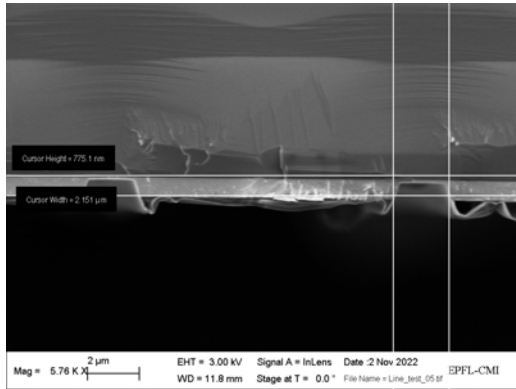 Cursor Height = 775.1 nm
Cursor Width = 2.151 µm
Mag = 5.76 K X
2 µm
EHT = 3.00 kV
WD = 11.8 mm
Signal A = InLens
Stage at T = 0.0 °
Date :2 Nov 2022
File Name = Line_test_05.tif
EPFL-CMI